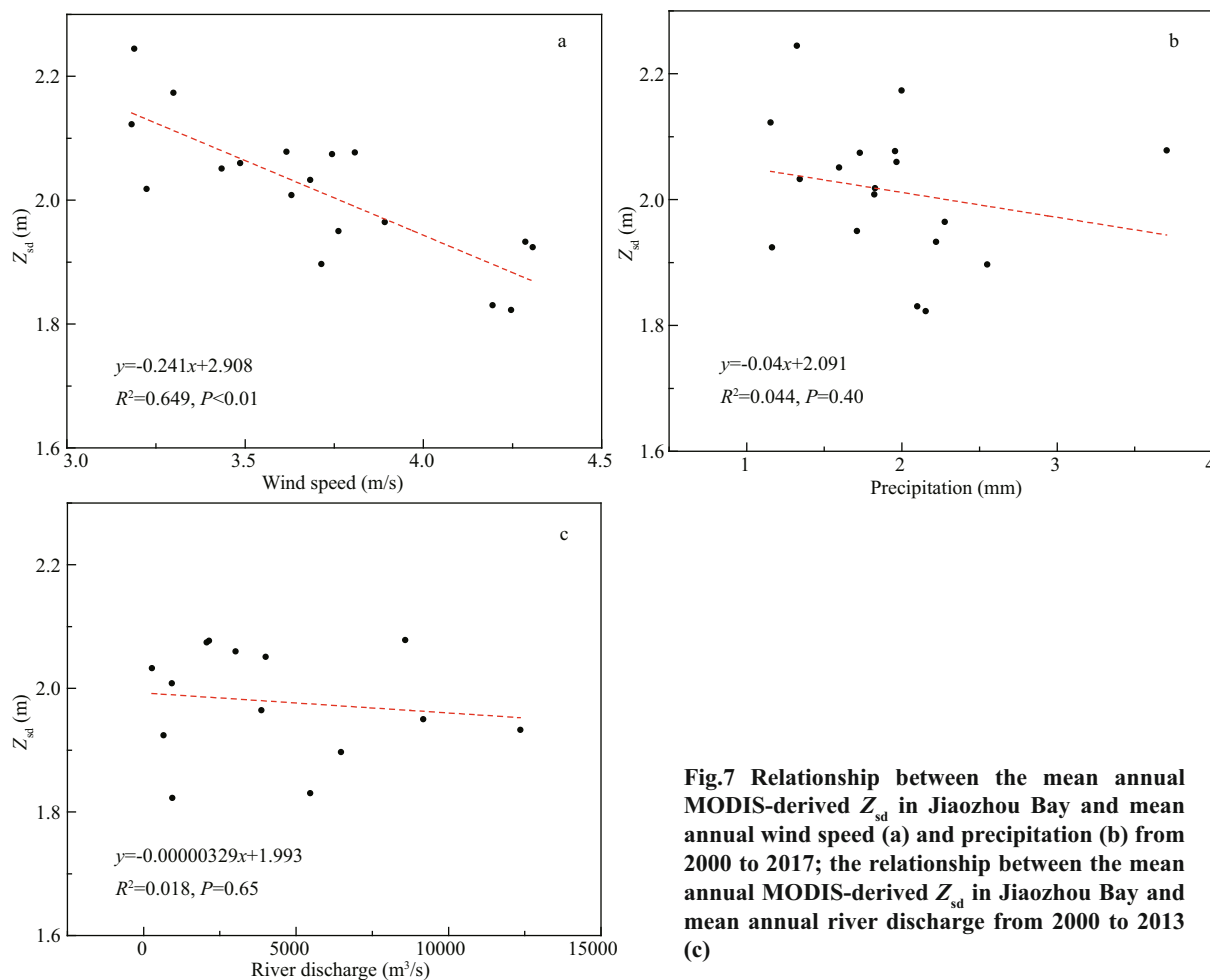 a
2.2
2.0
1.8
1.6
Z_sd (m)
y=-0.241x+2.908
R²=0.649, P<0.01
3.0 3.5 4.0 4.5
Wind speed (m/s)
b
2.2
2.0
1.8
1.6
Z_sd (m)
y=-0.04x+2.091
R²=0.044, P=0.40
1 2 3 4
Precipitation (mm)
c
2.2
2.0
1.8
1.6
Z_sd (m)
y=-0.00000329x+1.993
R²=0.018, P=0.65
0 5000 10000 15000
River discharge (m³/s)
Fig.7 Relationship between the mean annual
MODIS-derived Z_sd in Jiaozhou Bay and mean
annual wind speed (a) and precipitation (b) from
2000 to 2017; the relationship between the mean
annual MODIS-derived Z_sd in Jiaozhou Bay and
mean annual river discharge from 2000 to 2013
(c)